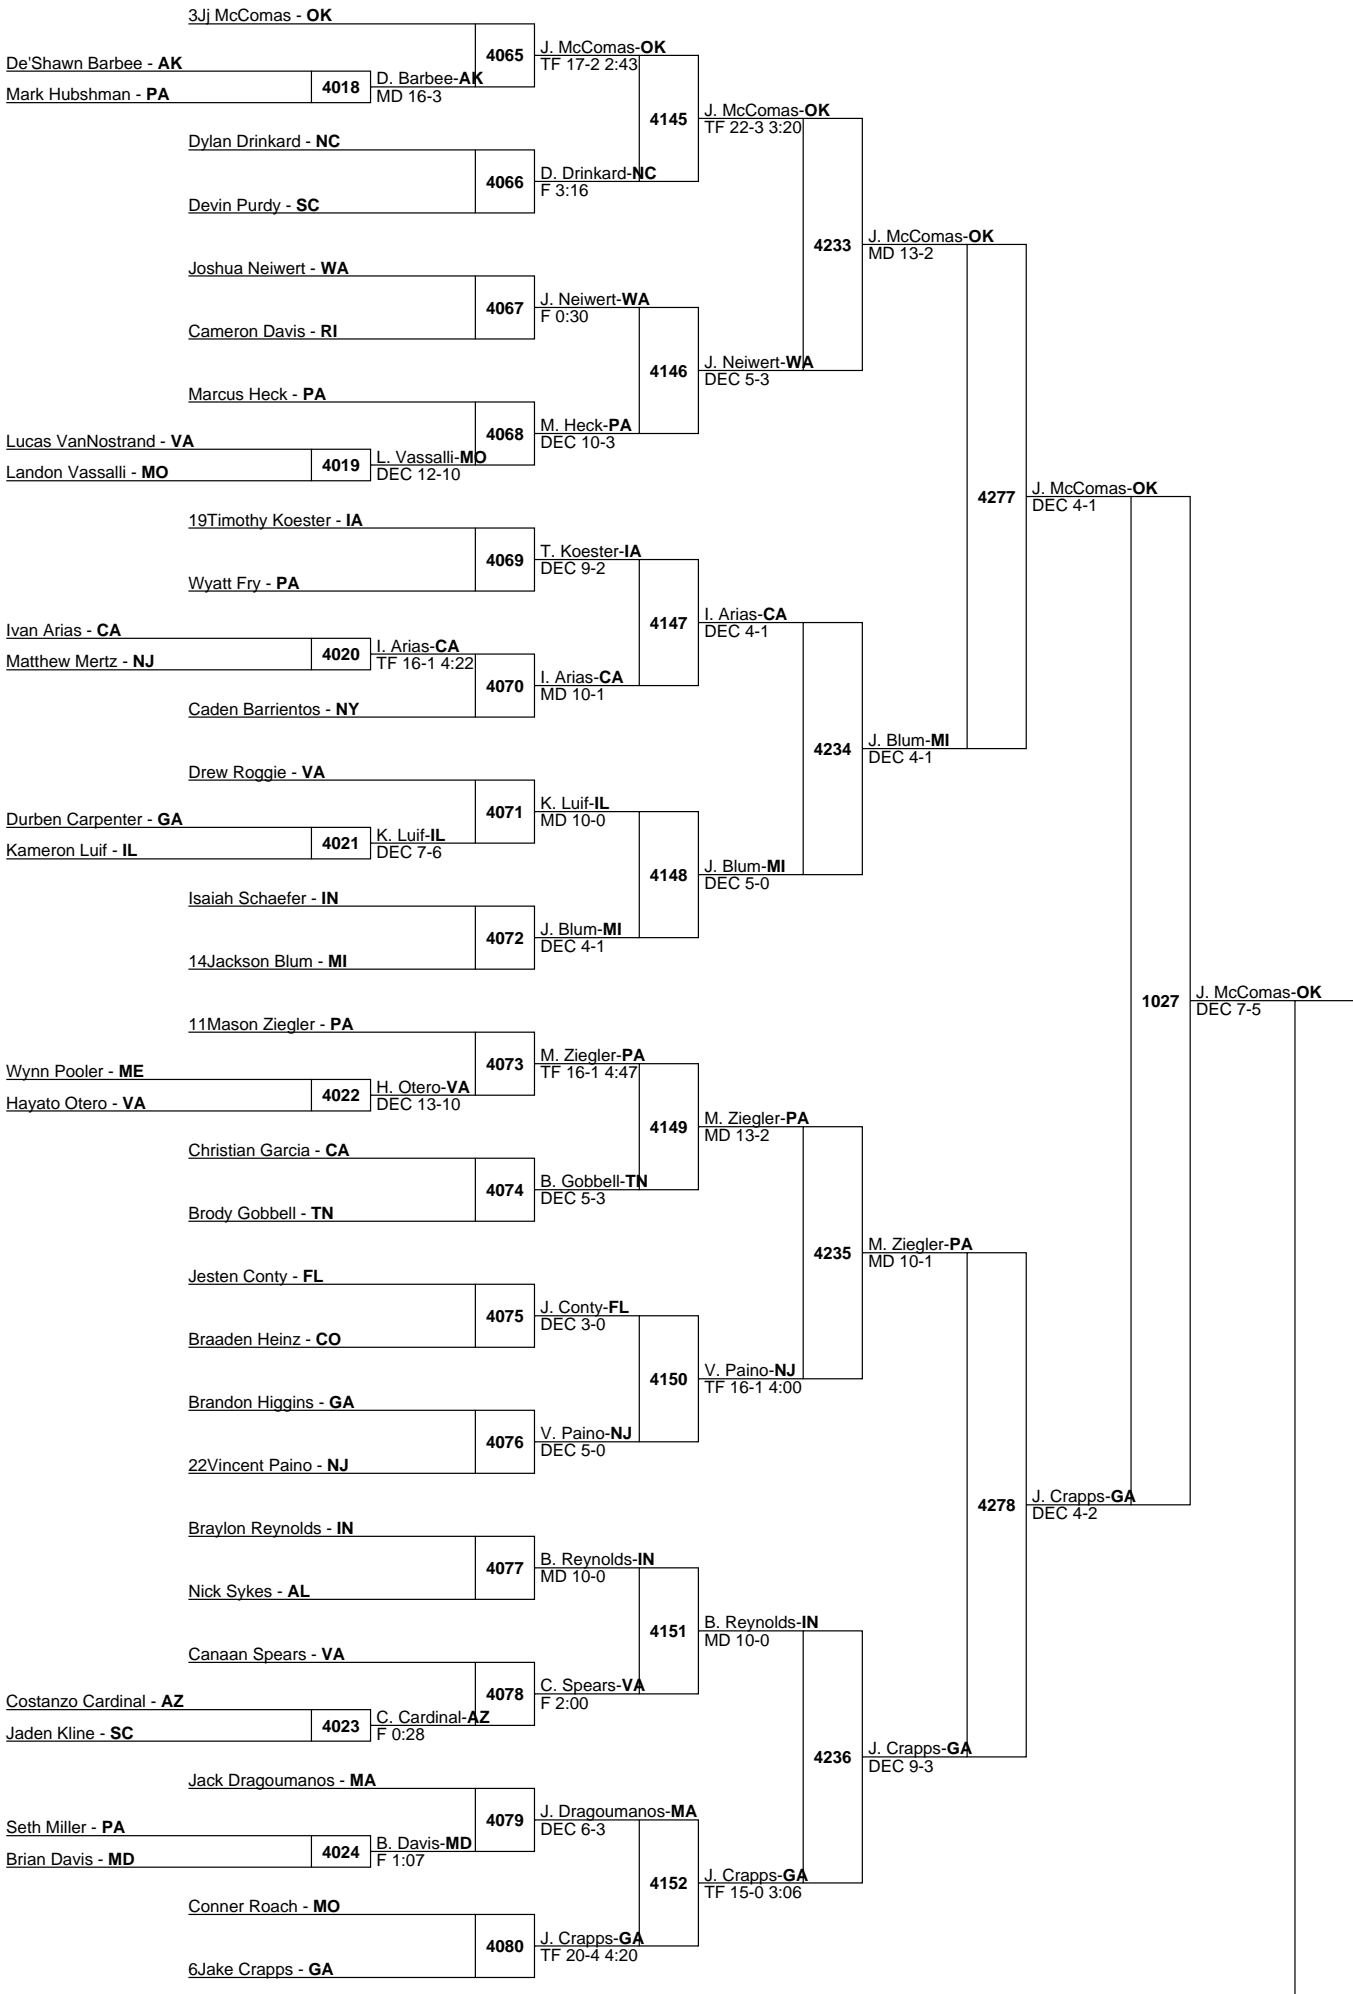 3Jj McComas - OK
4065
J. McComas-OK
TF 17-2 2:43
De'Shawn Barbee - AK
4018
D. Barbee-AK
MD 16-3
Mark Hubshman - PA
4145
J. McComas-OK
TF 22-3 3:20
Dylan Drinkard - NC
4066
D. Drinkard-NC
F 3:16
Devin Purdy - SC
4233
J. McComas-OK
MD 13-2
Joshua Neiwert - WA
4067
J. Neiwert-WA
F 0:30
Cameron Davis - RI
4146
J. Neiwert-WA
DEC 5-3
Marcus Heck - PA
4068
M. Heck-PA
DEC 10-3
Lucas VanNostrand - VA
4019
L. Vassalli-MO
DEC 12-10
Landon Vassalli - MO
4277
J. McComas-OK
DEC 4-1
19Timothy Koester - IA
4069
T. Koester-IA
DEC 9-2
Wyatt Fry - PA
4147
I. Arias-CA
DEC 4-1
Ivan Arias - CA
4020
I. Arias-CA
TF 16-1 4:22
Matthew Mertz - NJ
4070
I. Arias-CA
MD 10-1
Caden Barrientos - NY
4234
J. Blum-MI
DEC 4-1
Drew Roggie - VA
4071
K. Luif-IL
MD 10-0
Durben Carpenter - GA
4021
K. Luif-IL
DEC 7-6
Kameron Luif - IL
4148
J. Blum-MI
DEC 5-0
Isaiah Schaefer - IN
4072
J. Blum-MI
DEC 4-1
14Jackson Blum - MI
1027
J. McComas-OK
DEC 7-5
11Mason Ziegler - PA
4073
M. Ziegler-PA
TF 16-1 4:47
Wynn Pooler - ME
4022
H. Otero-VA
DEC 13-10
Hayato Otero - VA
4149
M. Ziegler-PA
MD 13-2
Christian Garcia - CA
4074
B. Gobbell-TN
DEC 5-3
Brody Gobbell - TN
4235
M. Ziegler-PA
MD 10-1
Jesten Conty - FL
4075
J. Conty-FL
DEC 3-0
Braaden Heinz - CO
4150
V. Paino-NJ
TF 16-1 4:00
Brandon Higgins - GA
4076
V. Paino-NJ
DEC 5-0
22Vincent Paino - NJ
4278
J. Crapps-GA
DEC 4-2
Braylon Reynolds - IN
4077
B. Reynolds-IN
MD 10-0
Nick Sykes - AL
4151
B. Reynolds-IN
MD 10-0
Canaan Spears - VA
4078
C. Spears-VA
F 2:00
Costanzo Cardinal - AZ
4023
C. Cardinal-AZ
F 0:28
Jaden Kline - SC
4236
J. Crapps-GA
DEC 9-3
Jack Dragoumanos - MA
4079
J. Dragoumanos-MA
DEC 6-3
Seth Miller - PA
4024
B. Davis-MD
F 1:07
Brian Davis - MD
4152
J. Crapps-GA
TF 15-0 3:06
Conner Roach - MO
4080
J. Crapps-GA
TF 20-4 4:20
6Jake Crapps - GA